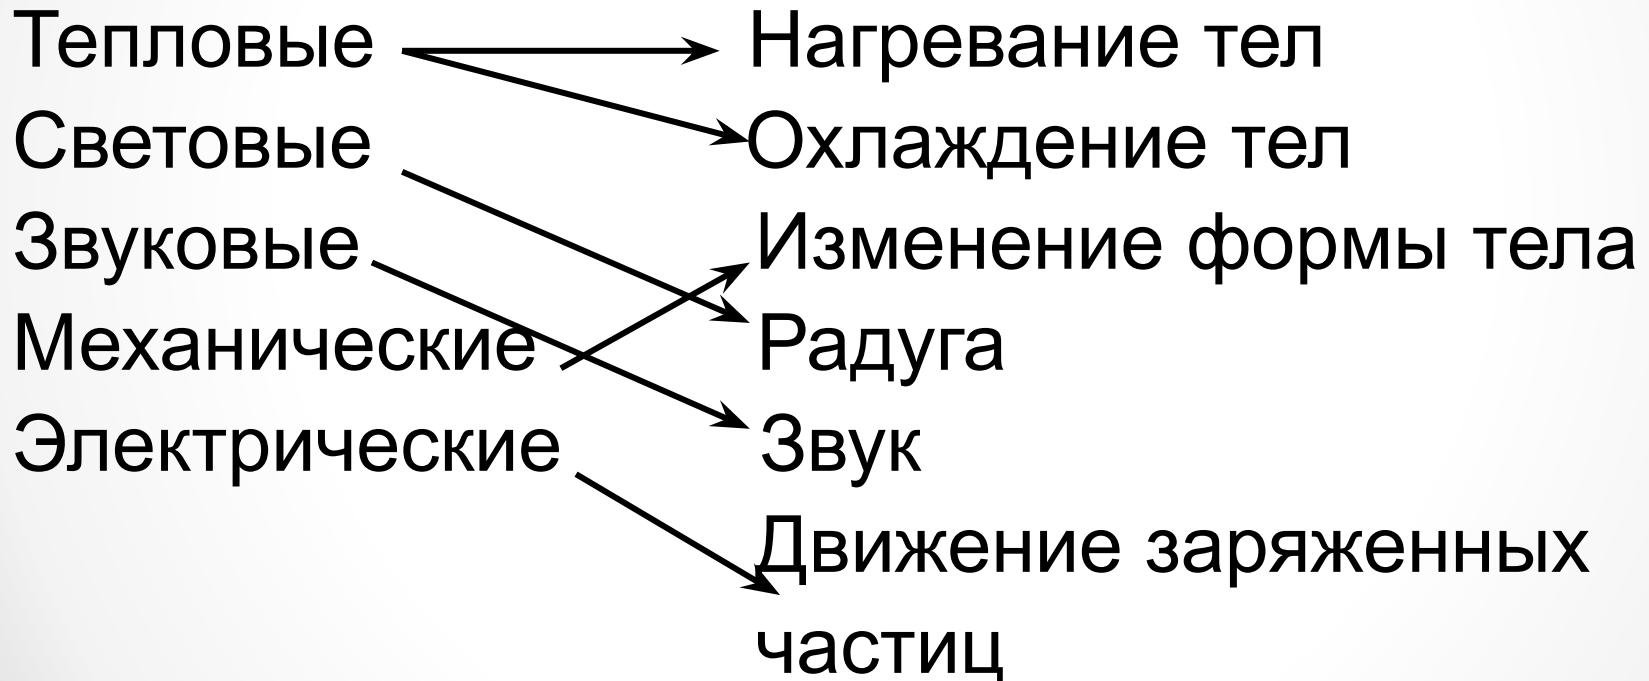 Тепловые
Световые
Звуковые
Механические
Электрические
Нагревание тел
Охлаждение тел
Изменение формы тела
Радуга
Звук
Движение заряженных
частиц